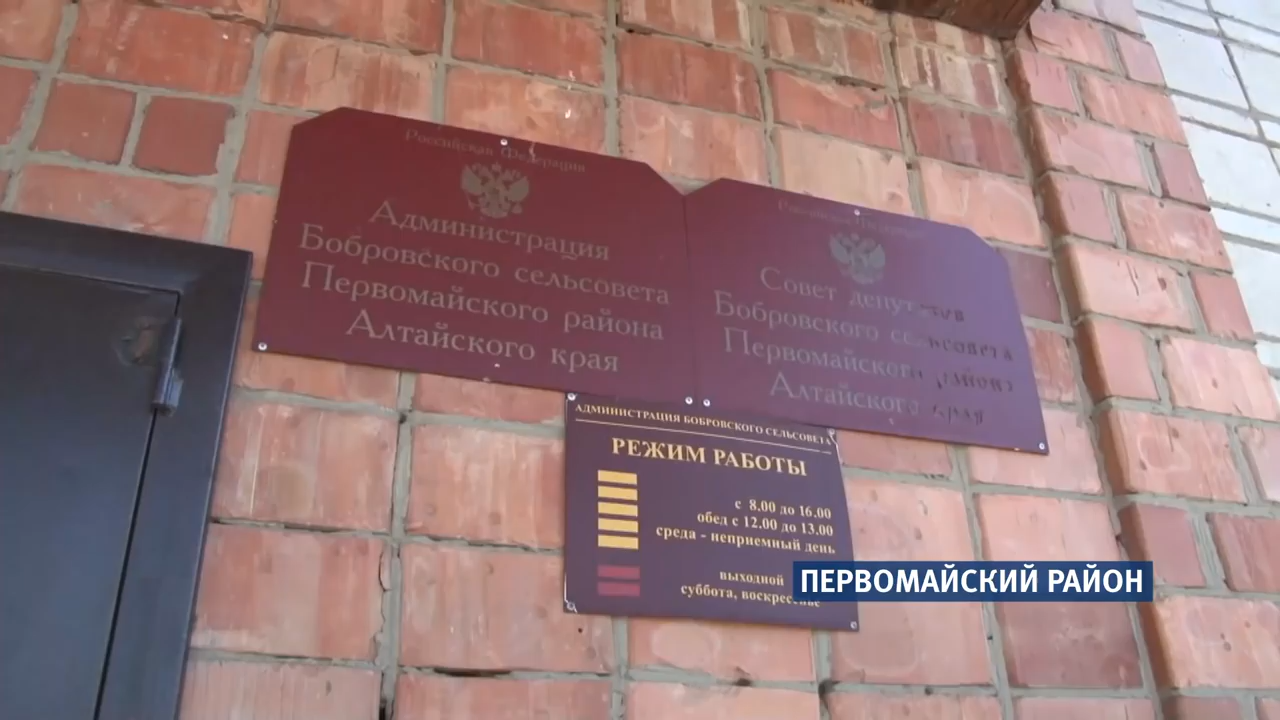 Российская Федерация
Администрация
Бобровского сельсовета
Первомайского района
Алтайского края
Совет депутатов
Бобровского сельсовета
Первомайского района
Алтайского края
АДМИНИСТРАЦИЯ БОБРОВСКОГО СЕЛЬСОВЕТА
РЕЖИМ РАБОТЫ
с 8.00 до 16.00
обед с 12.00 до 13.00
среда - неприемный день
выходной
суббота, воскресенье
ПЕРВОМАЙСКИЙ РАЙОН